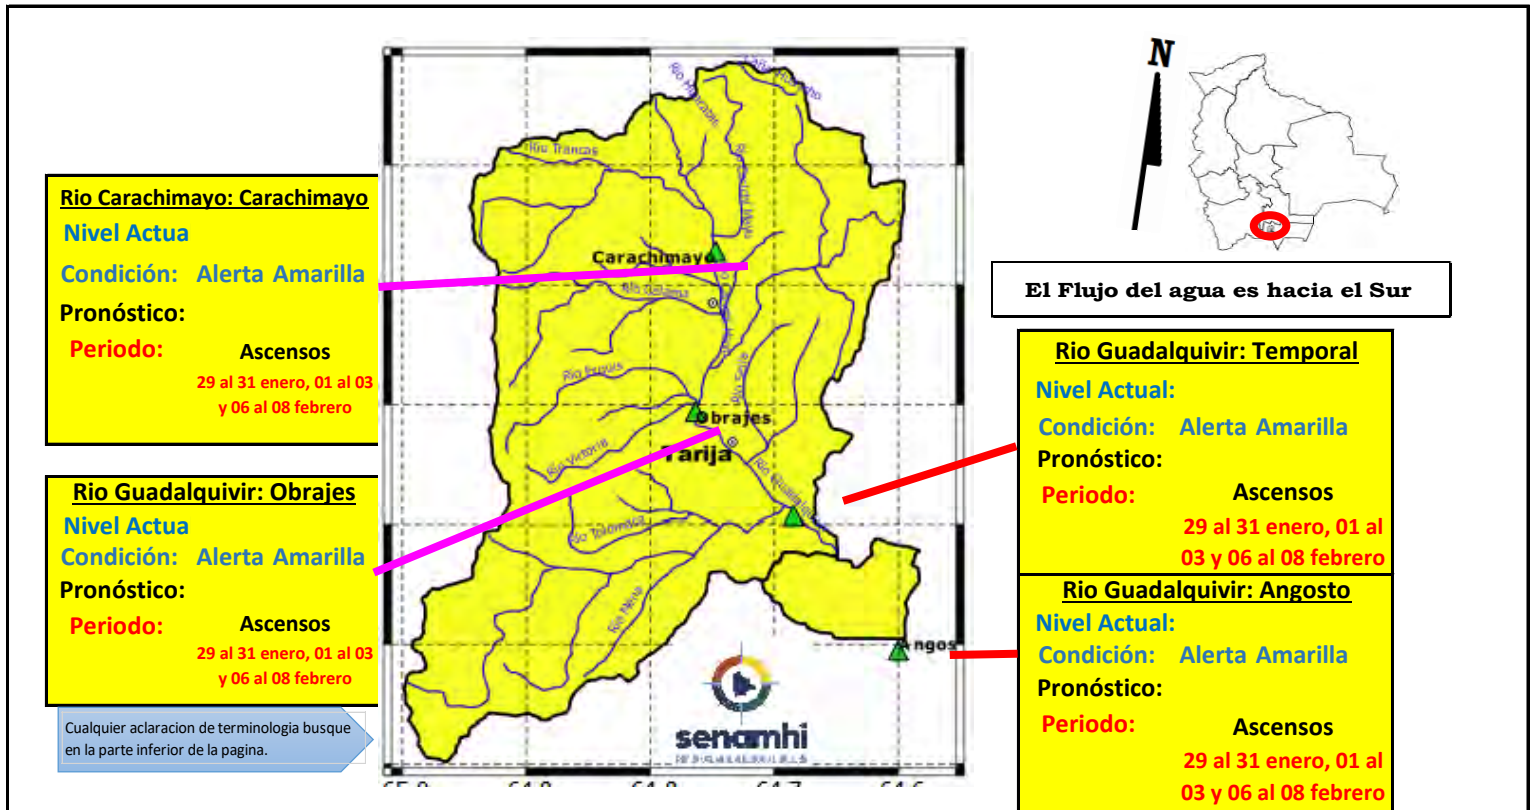 N
El Flujo del agua es hacia el Sur
Rio Carachimayo: Carachimayo
Nivel Actua
Condición: Alerta Amarilla
Pronóstico:
Periodo: Ascensos
29 al 31 enero, 01 al 03
y 06 al 08 febrero
Rio Guadalquivir: Obrajes
Nivel Actua
Condición: Alerta Amarilla
Pronóstico:
Periodo: Ascensos
29 al 31 enero, 01 al 03
y 06 al 08 febrero
Cualquier aclaracion de terminologia busque
en la parte inferior de la pagina.
Rio Trancas
Carachimayo
Obrajes
Tarija
Rio Victoria
Rio Tolomosa
Angos
senamhi
Rio Guadalquivir: Temporal
Nivel Actual:
Condición: Alerta Amarilla
Pronóstico:
Periodo: Ascensos
29 al 31 enero, 01 al
03 y 06 al 08 febrero
Rio Guadalquivir: Angosto
Nivel Actual:
Condición: Alerta Amarilla
Pronóstico:
Periodo: Ascensos
29 al 31 enero, 01 al
03 y 06 al 08 febrero